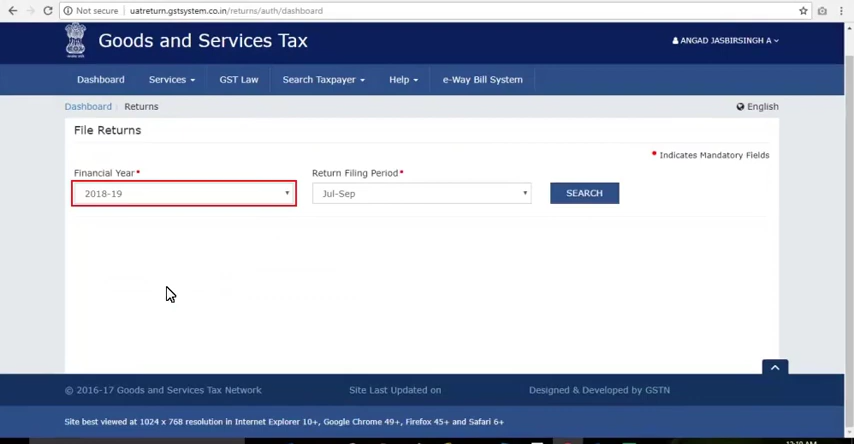 Not secure | uatreturn.gstsystem.co.in/returns/auth/dashboard
Goods and Services Tax
ANGAD JASBIRSINGH A
Dashboard Services GST Law Search Taxpayer Help e-Way Bill System
Dashboard Returns English
File Returns
• Indicates Mandatory Fields
Financial Year• Return Filing Period•
2018-19 Jul-Sep SEARCH
© 2016-17 Goods and Services Tax Network Site Last Updated on Designed & Developed by GSTN
Site best viewed at 1024 x 768 resolution in Internet Explorer 10+, Google Chrome 49+, Firefox 45+ and Safari 6+